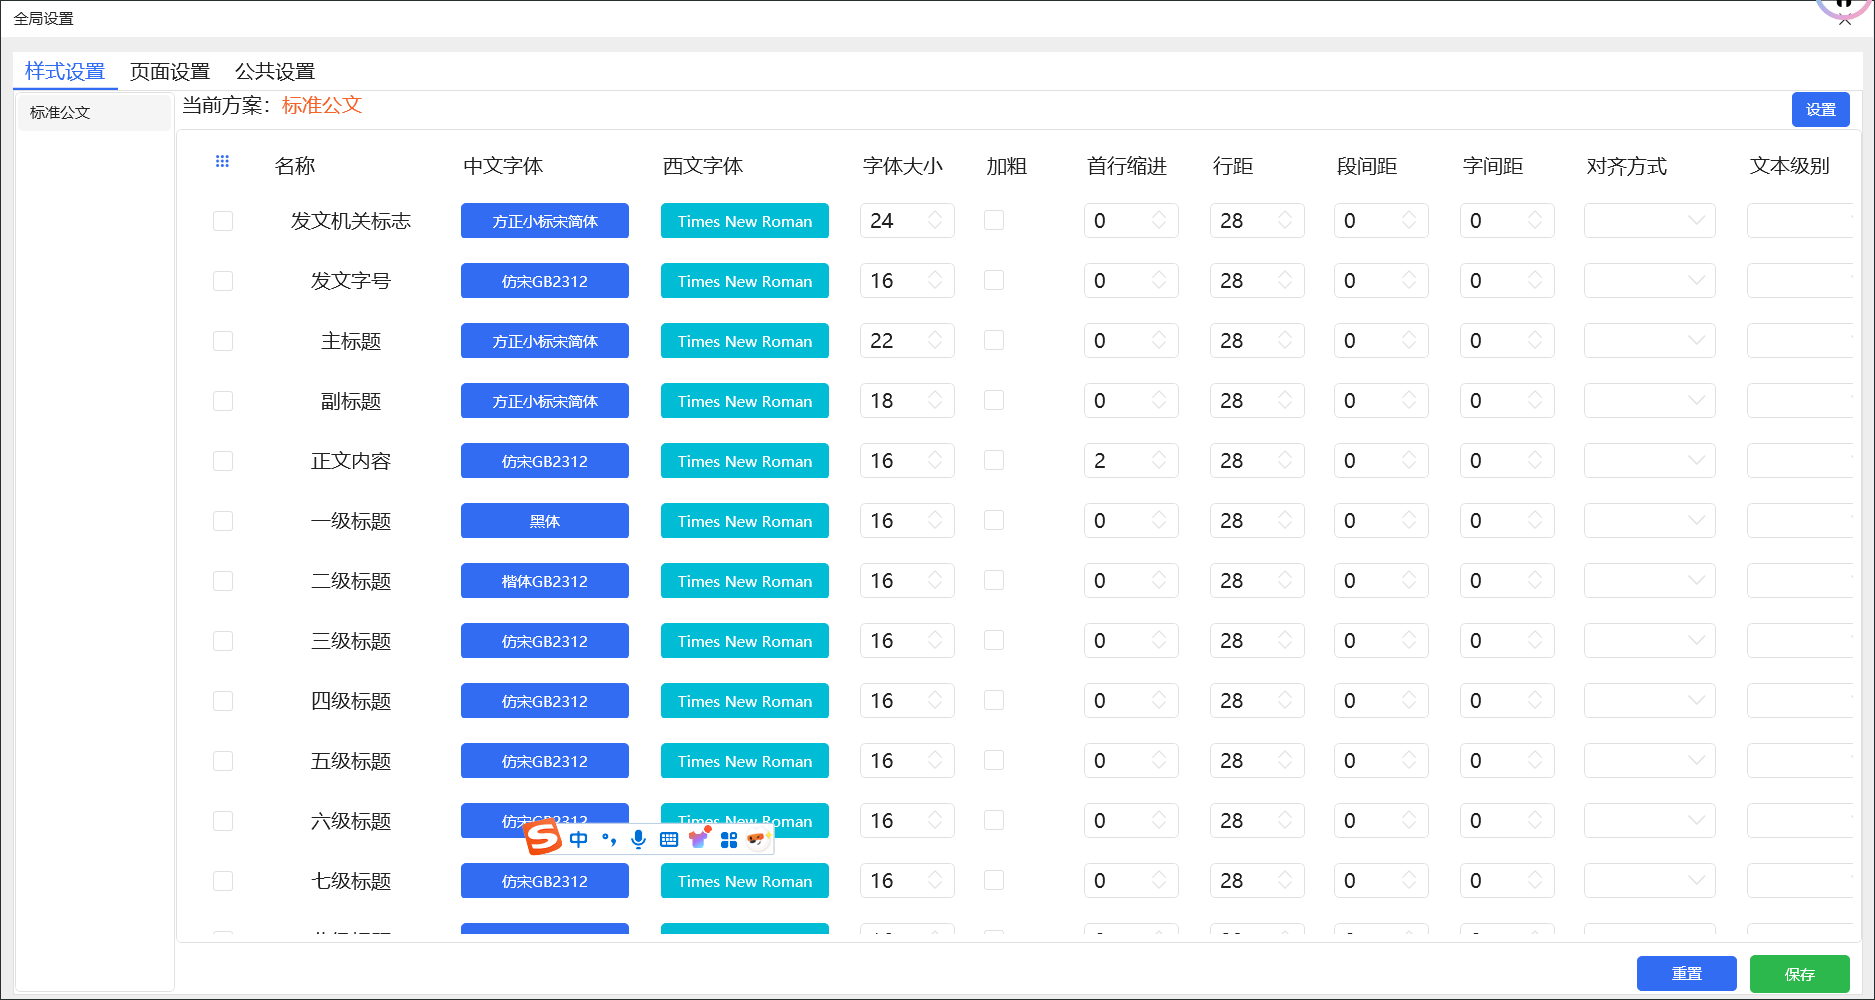 全局设置
样式设置 页面设置 公共设置
标准公文
当前方案：标准公文
设置
名称 中文字体 西文字体 字体大小 加粗 首行缩进 行距 段间距 字间距 对齐方式 文本级别
发文机关标志 方正小标宋简体 Times New Roman 24 0 28 0 0
发文字号 仿宋GB2312 Times New Roman 16 0 28 0 0
主标题 方正小标宋简体 Times New Roman 22 0 28 0 0
副标题 方正小标宋简体 Times New Roman 18 0 28 0 0
正文内容 仿宋GB2312 Times New Roman 16 2 28 0 0
一级标题 黑体 Times New Roman 16 0 28 0 0
二级标题 楷体GB2312 Times New Roman 16 0 28 0 0
三级标题 仿宋GB2312 Times New Roman 16 0 28 0 0
四级标题 仿宋GB2312 Times New Roman 16 0 28 0 0
五级标题 仿宋GB2312 Times New Roman 16 0 28 0 0
六级标题 仿宋GB2312 Times New Roman 16 0 28 0 0
中
七级标题 仿宋GB2312 Times New Roman 16 0 28 0 0
重置 保存